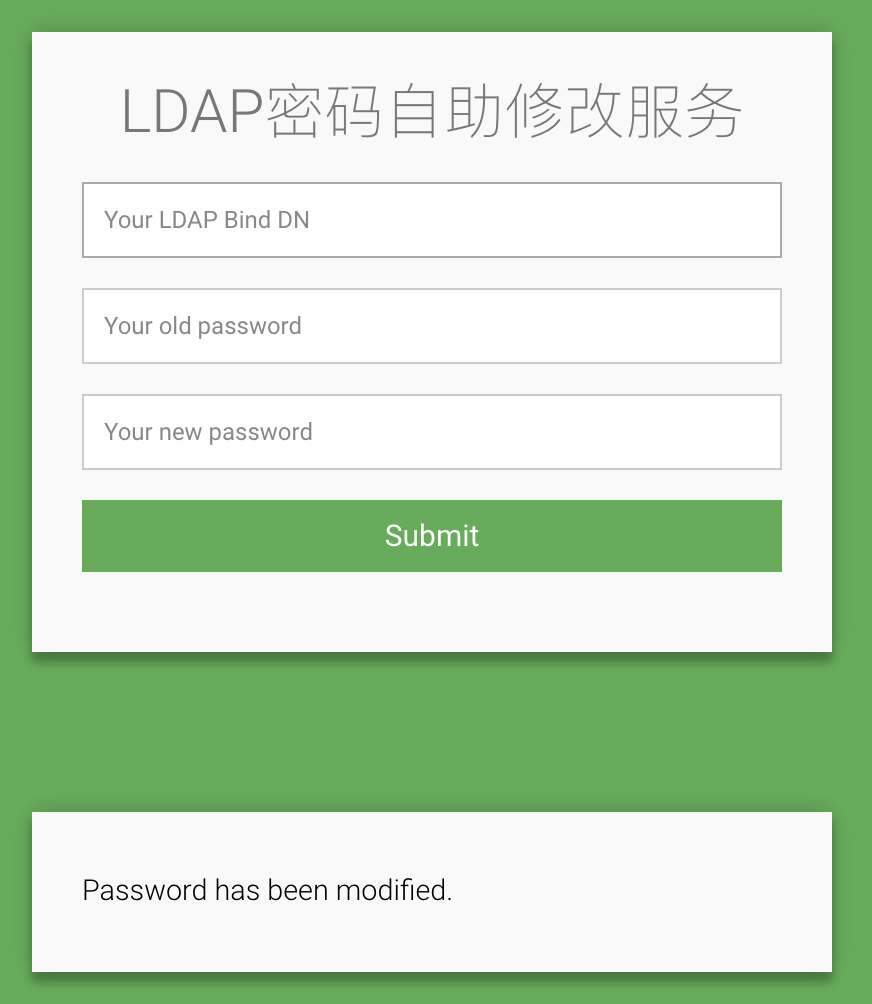 LDAP密码自助修改服务
Your LDAP Bind DN
Your old password
Your new password
Submit
Password has been modified.